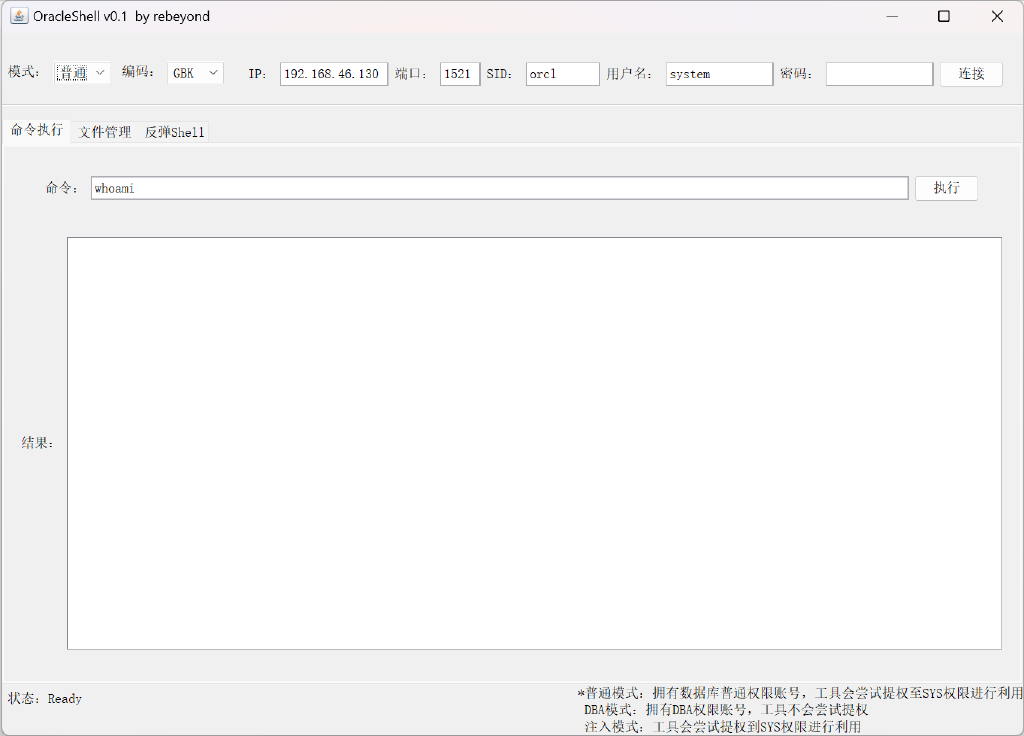 OracleShell v0.1 by rebeyond
模式： 普通 编码： GBK IP： 192.168.46.130 端口： 1521 SID： orcl 用户名： system 密码： 连接
命令执行 文件管理 反弹Shell
命令： whoami 执行
结果：
状态：Ready
*普通模式：拥有数据库普通权限账号，工具会尝试提权至SYS权限进行利用
DBA模式：拥有DBA权限账号，工具不会尝试提权
注入模式：工具会尝试提权到SYS权限进行利用